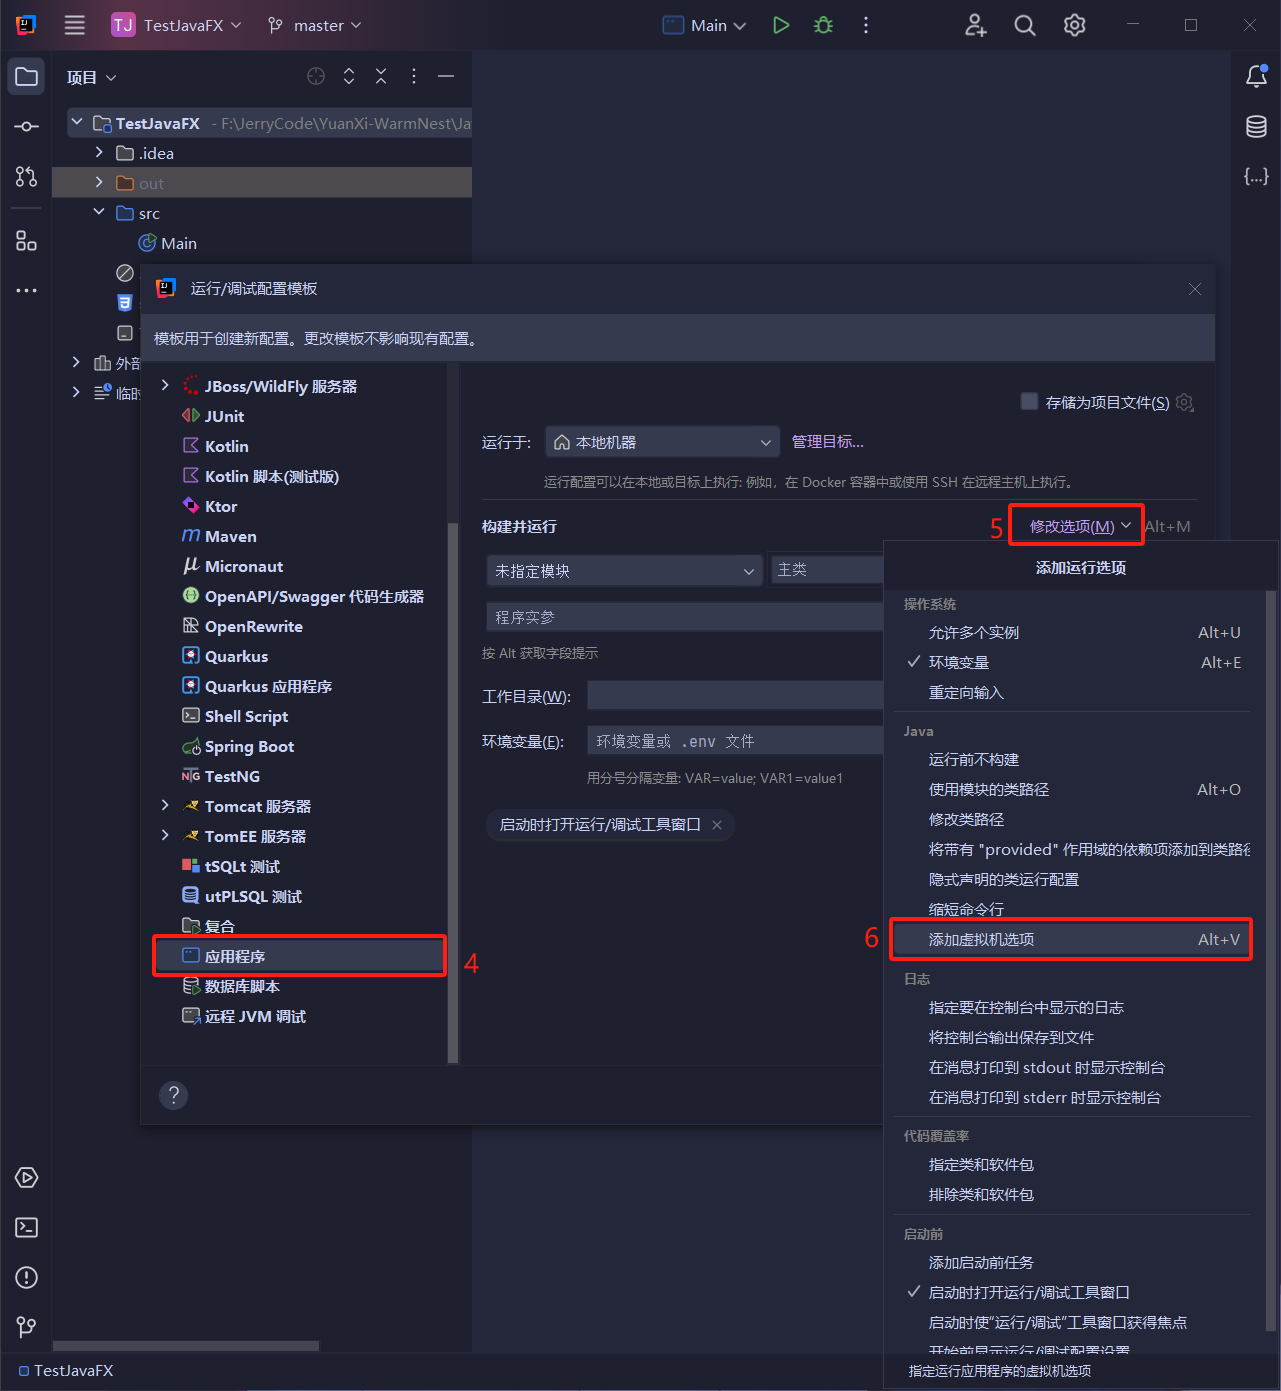 TJ TestJavaFX master Main
项目
TestJavaFX - F:\JerryCode\YuanXi-WarmNest\Ja
.idea
out
src
Main
外部
临时
运行/调试配置模板
模板用于创建新配置。更改模板不影响现有配置。
JBoss/WildFly 服务器
JUnit
Kotlin
Kotlin 脚本(测试版)
Ktor
Maven
Micronaut
OpenAPI/Swagger 代码生成器
OpenRewrite
Quarkus
Quarkus 应用程序
Shell Script
Spring Boot
TestNG
Tomcat 服务器
TomEE 服务器
tSQLt 测试
utPLSQL 测试
复合
应用程序
4
数据库脚本
远程 JVM 调试
?
存储为项目文件(S)
运行于: 本地机器 管理目标...
运行配置可以在本地或目标上执行: 例如，在 Docker 容器中或使用 SSH 在远程主机上执行。
构建并运行 5 修改选项(M) Alt+M
未指定模块 主类
程序实参
按 Alt 获取字段提示
工作目录(W):
环境变量(E): 环境变量或 .env 文件
用分号分隔变量: VAR=value; VAR1=value1
启动时打开运行/调试工具窗口
添加运行选项
操作系统
允许多个实例 Alt+U
环境变量 Alt+E
重定向输入
Java
运行前不构建
使用模块的类路径 Alt+O
修改类路径
将带有 "provided" 作用域的依赖项添加到类路径
隐式声明的类运行配置
缩短命令行
6 添加虚拟机选项 Alt+V
日志
指定要在控制台中显示的日志
将控制台输出保存到文件
在消息打印到 stdout 时显示控制台
在消息打印到 stderr 时显示控制台
代码覆盖率
指定类和软件包
排除类和软件包
启动前
添加启动前任务
启动时打开运行/调试工具窗口
启动时使"运行/调试"工具窗口获得焦点
开始前显示运行/调试配置设置
指定运行应用程序的虚拟机选项
TestJavaFX